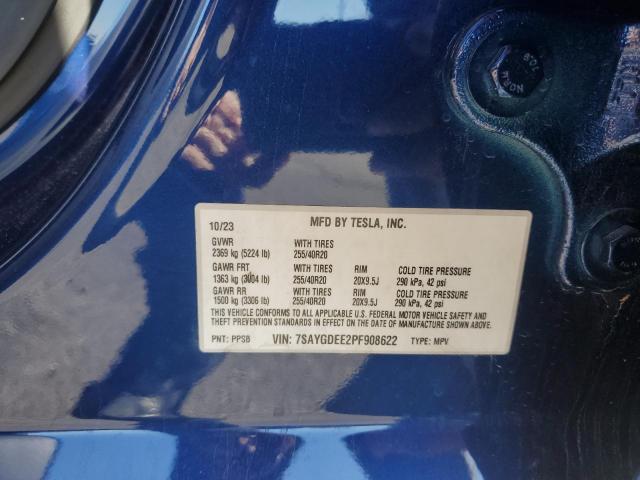 10/23 MFD BY TESLA, INC.
GVWR WITH TIRES
2369 kg (5224 lb) 255/40R20
GAWR FRT WITH TIRES RIM COLD TIRE PRESSURE
1363 kg (3004 lb) 255/40R20 20X9.5J 290 kPa, 42 psi
GAWR RR WITH TIRES RIM COLD TIRE PRESSURE
1500 kg (3306 lb) 255/40R20 20X9.5J 290 kPa, 42 psi
THIS VEHICLE CONFORMS TO ALL APPLICABLE U.S. FEDERAL MOTOR VEHICLE SAFETY AND
THEFT PREVENTION STANDARDS IN EFFECT ON THE DATE OF MANUFACTURE SHOWN ABOVE.
PNT: PPSB VIN: 7SAYGDEE2PF908622 TYPE: MPV